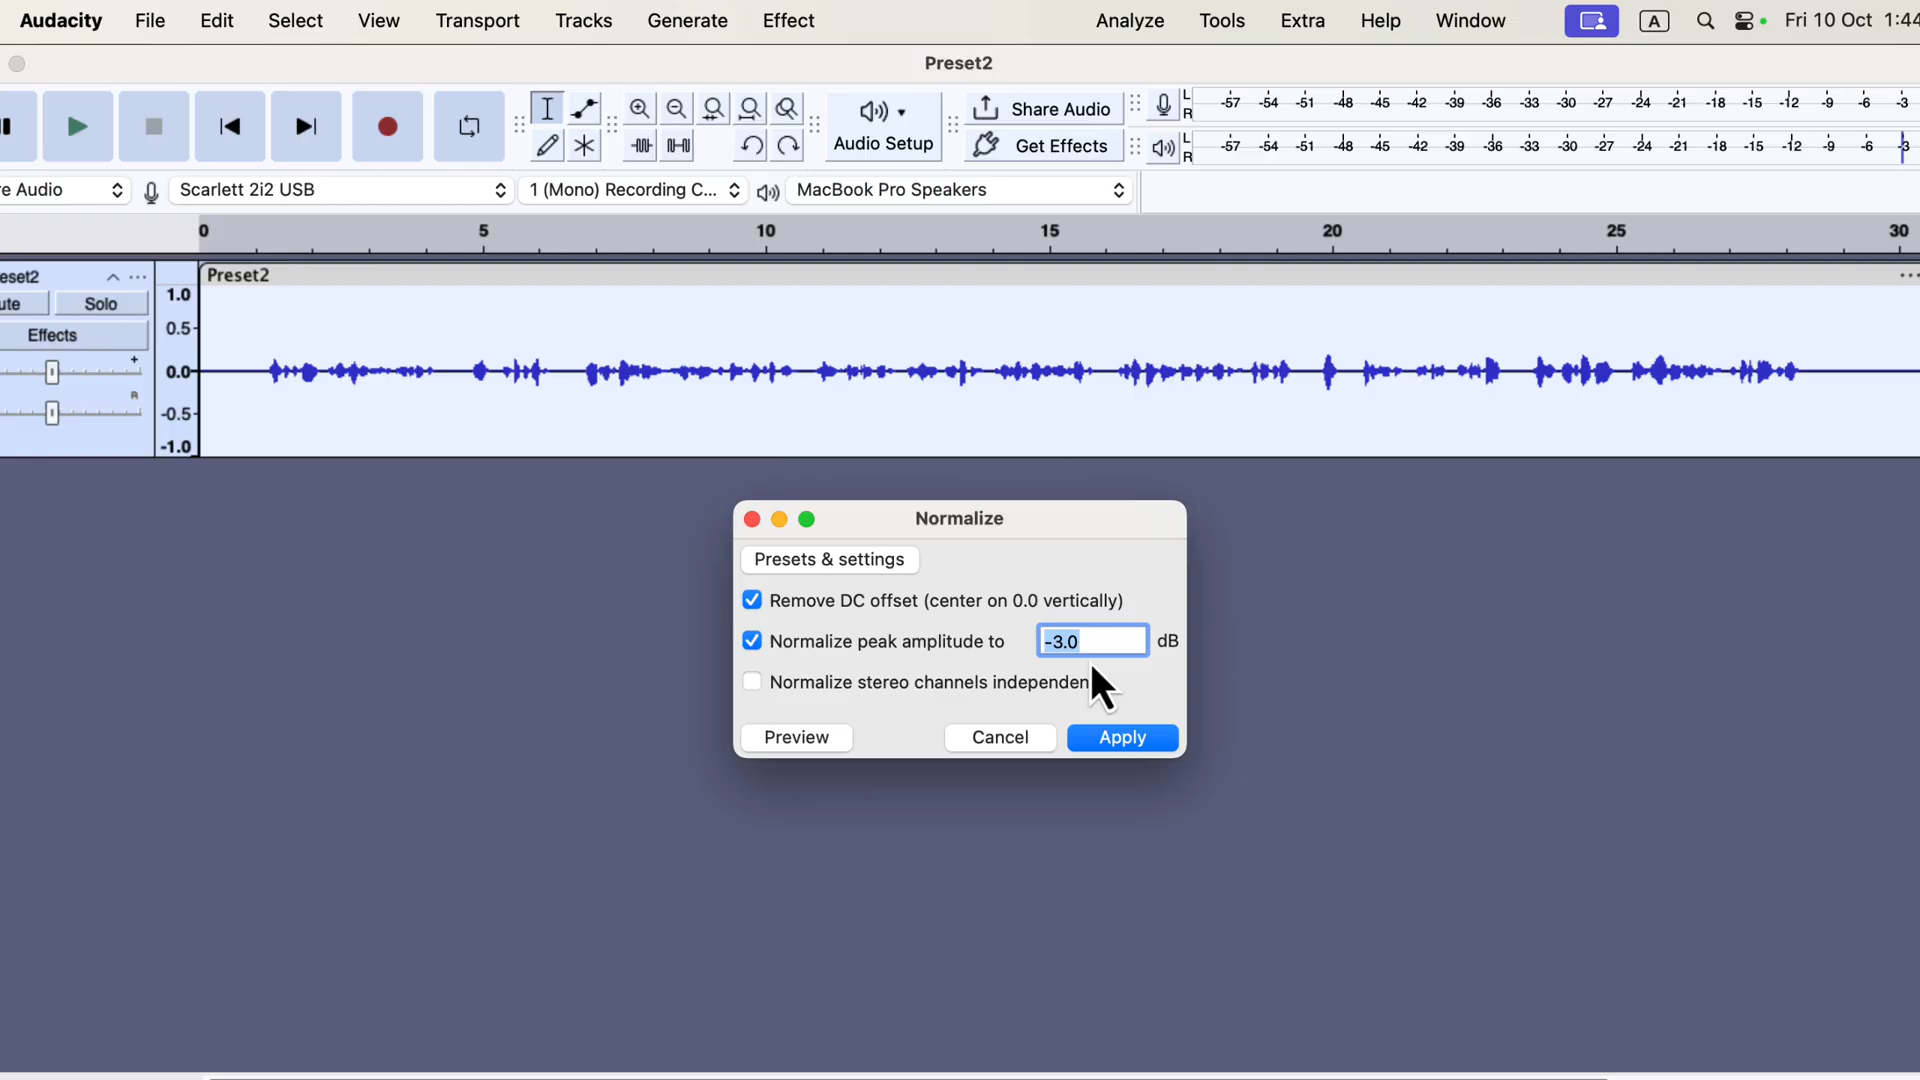 Audacity File Edit Select View Transport Tracks Generate Effect Analyze Tools Extra Help Window A Fri 10 Oct 1:44
Preset2
Share Audio L R -57 -54 -51 -48 -45 -42 -39 -36 -33 -30 -27 -24 -21 -18 -15 -12 -9 -6 -3
Audio Setup Get Effects L R -57 -54 -51 -48 -45 -42 -39 -36 -33 -30 -27 -24 -21 -18 -15 -12 -9 -6 -3
re Audio Scarlett 2i2 USB 1 (Mono) Recording C... MacBook Pro Speakers
0 5 10 15 20 25 30
eset2 ... Preset2 ...
ute Solo
Effects
+
R
1.0
0.5
0.0
-0.5
-1.0
Normalize
Presets & settings
Remove DC offset (center on 0.0 vertically)
Normalize peak amplitude to -3.0 dB
Normalize stereo channels independen
Preview Cancel Apply